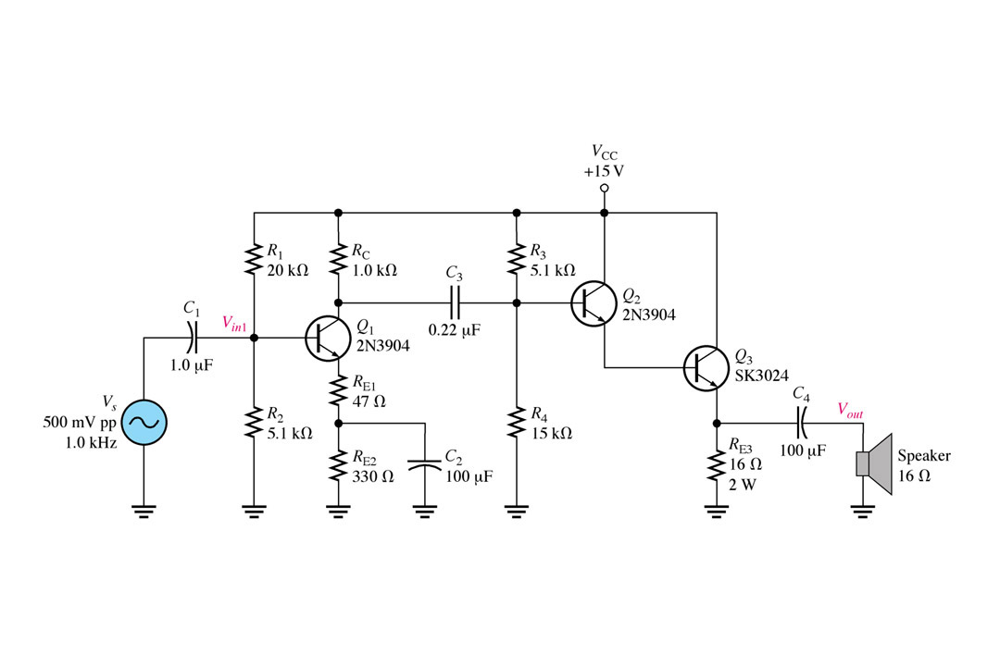 V_CC
+15 V
R_1
20 kΩ
R_C
1.0 kΩ
R_3
5.1 kΩ
C_3
0.22 μF
Q_2
2N3904
C_1
1.0 μF
V_in1
Q_1
2N3904
Q_3
SK3024
R_E1
47 Ω
V_s
500 mV pp
1.0 kHz
R_2
5.1 kΩ
R_4
15 kΩ
C_4
100 μF
V_out
R_E2
330 Ω
C_2
100 μF
R_E3
16 Ω
2 W
Speaker
16 Ω